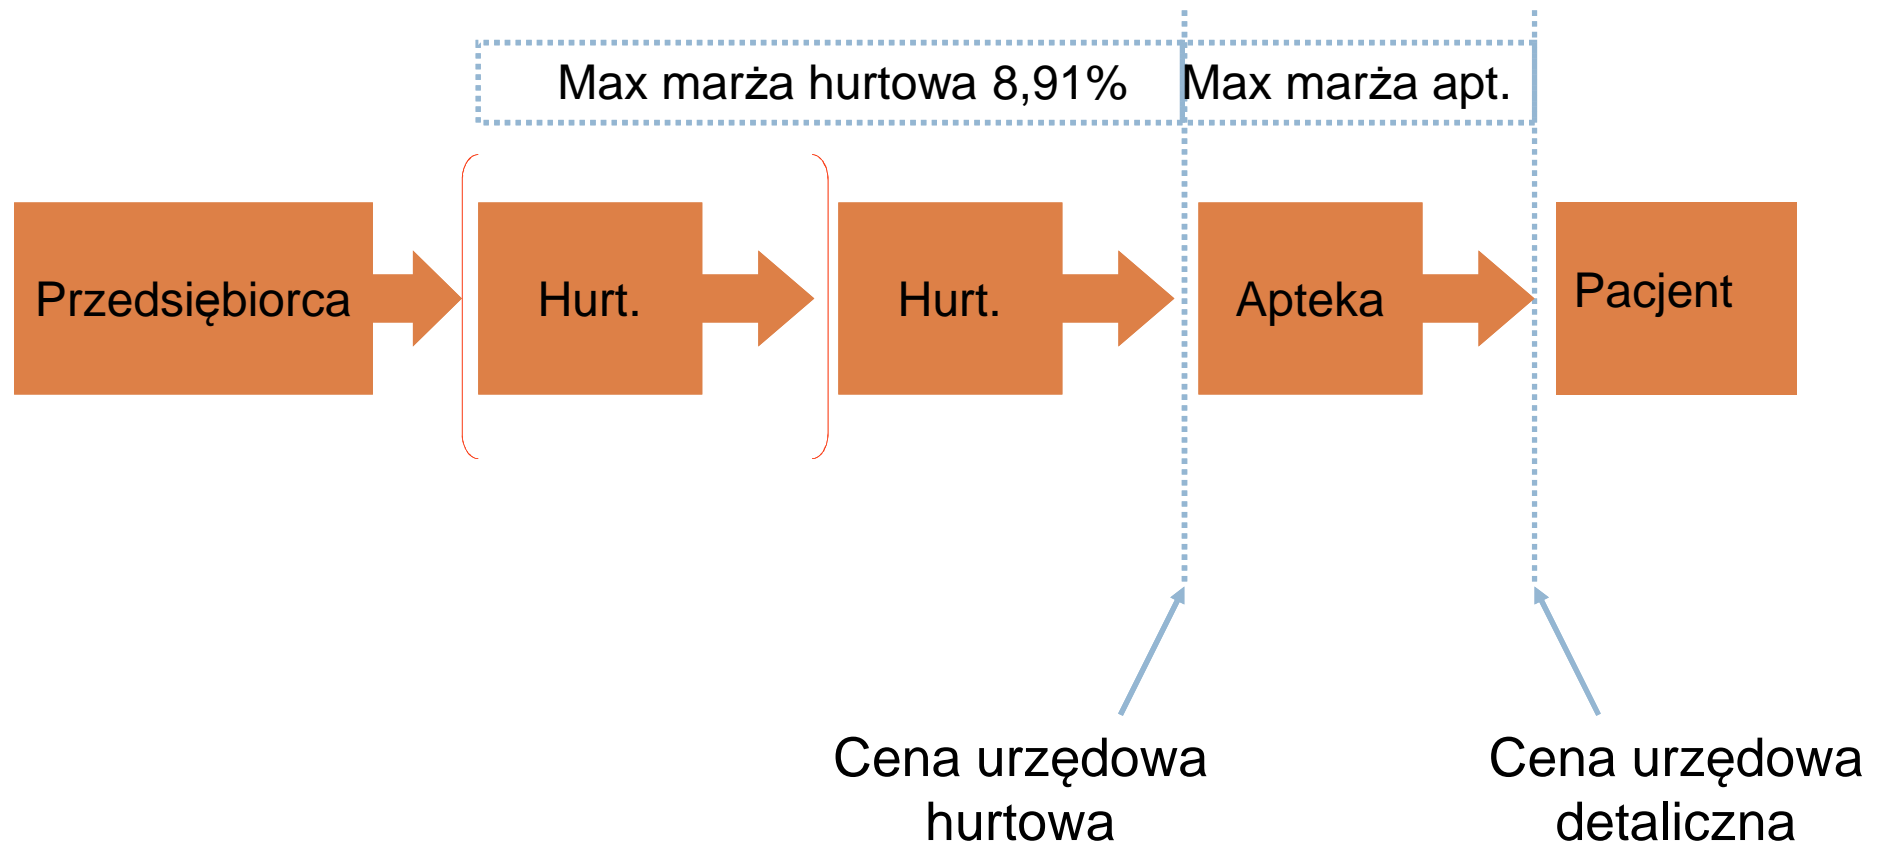 Max marża hurtowa 8,91%
Max marża apt.
Przedsiębiorca
Hurt.
Hurt.
Apteka
Pacjent
Cena urzędowa
hurtowa
Cena urzędowa
detaliczna